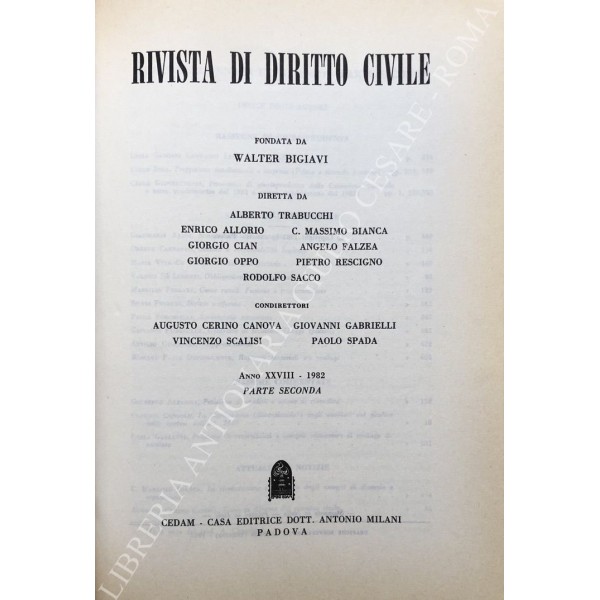 RIVISTA DI DIRITTO CIVILE
FONDATA DA
WALTER BIGIAVI
DIRETTA DA
ALBERTO TRABUCCHI
ENRICO ALLORIO C. MASSIMO BIANCA
GIORGIO CIAN ANGELO FALZEA
GIORGIO OPPO PIETRO RESCIGNO
RODOLFO SACCO
CONDIRETTORI
AUGUSTO CERINO CANOVA GIOVANNI GABRIELLI
VINCENZO SCALISI PAOLO SPADA
ANNO XXVIII - 1982
PARTE SECONDA
CEDAM - CASA EDITRICE DOTT. ANTONIO MILANI
PADOVA
LIBRERIA ANTIQUARIA GIULIO CESARE - ROMA